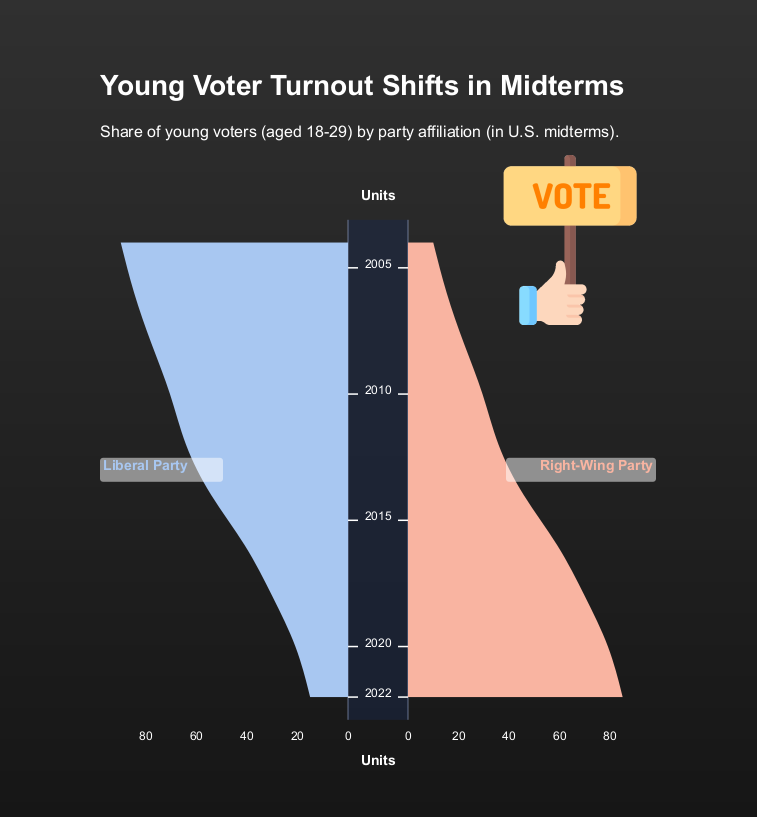 Young Voter Turnout Shifts in Midterms
Share of young voters (aged 18-29) by party affiliation (in U.S. midterms).
Units
VOTE
2005
2010
Liberal Party
Right-Wing Party
2015
2020
2022
80 60 40 20 0 0 20 40 60 80
Units